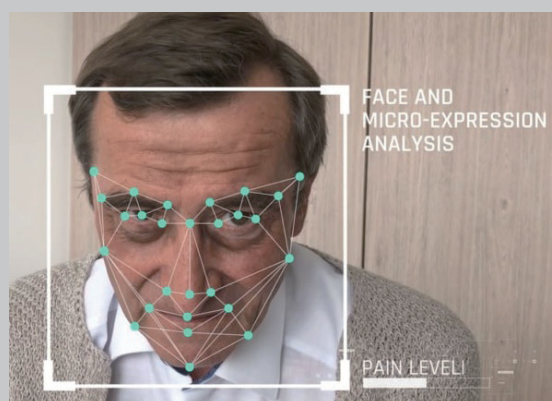 FACE AND
MICRO-EXPRESSION
ANALYSIS
PAIN LEVEL: